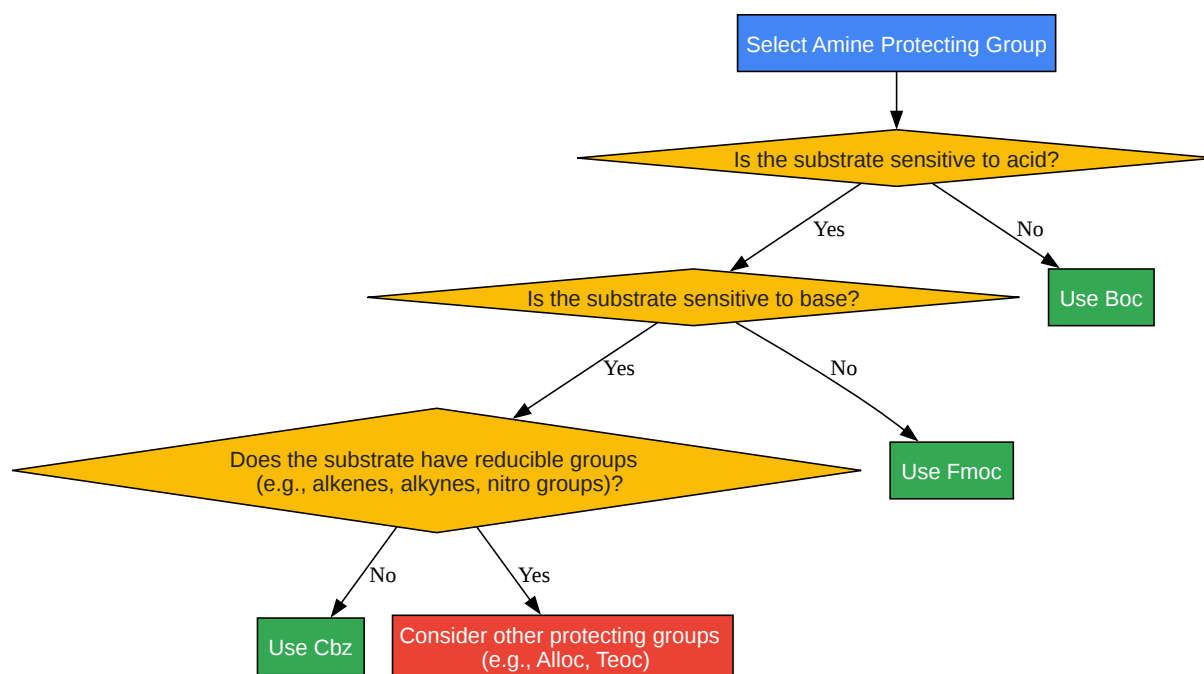 Select Amine Protecting Group
Is the substrate sensitive to acid?
Yes
No
Is the substrate sensitive to base?
Use Boc
Yes
No
Does the substrate have reducible groups
(e.g., alkenes, alkynes, nitro groups)?
Use Fmoc
No
Yes
Use Cbz
Consider other protecting groups
(e.g., Alloc, Teoc)